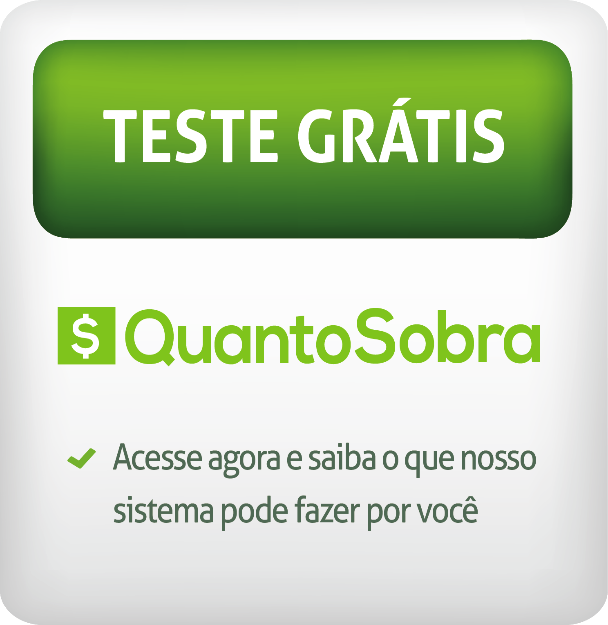 TESTE GRÁTIS
$ QuantoSobra
Acesse agora e saiba o que nosso
sistema pode fazer por você